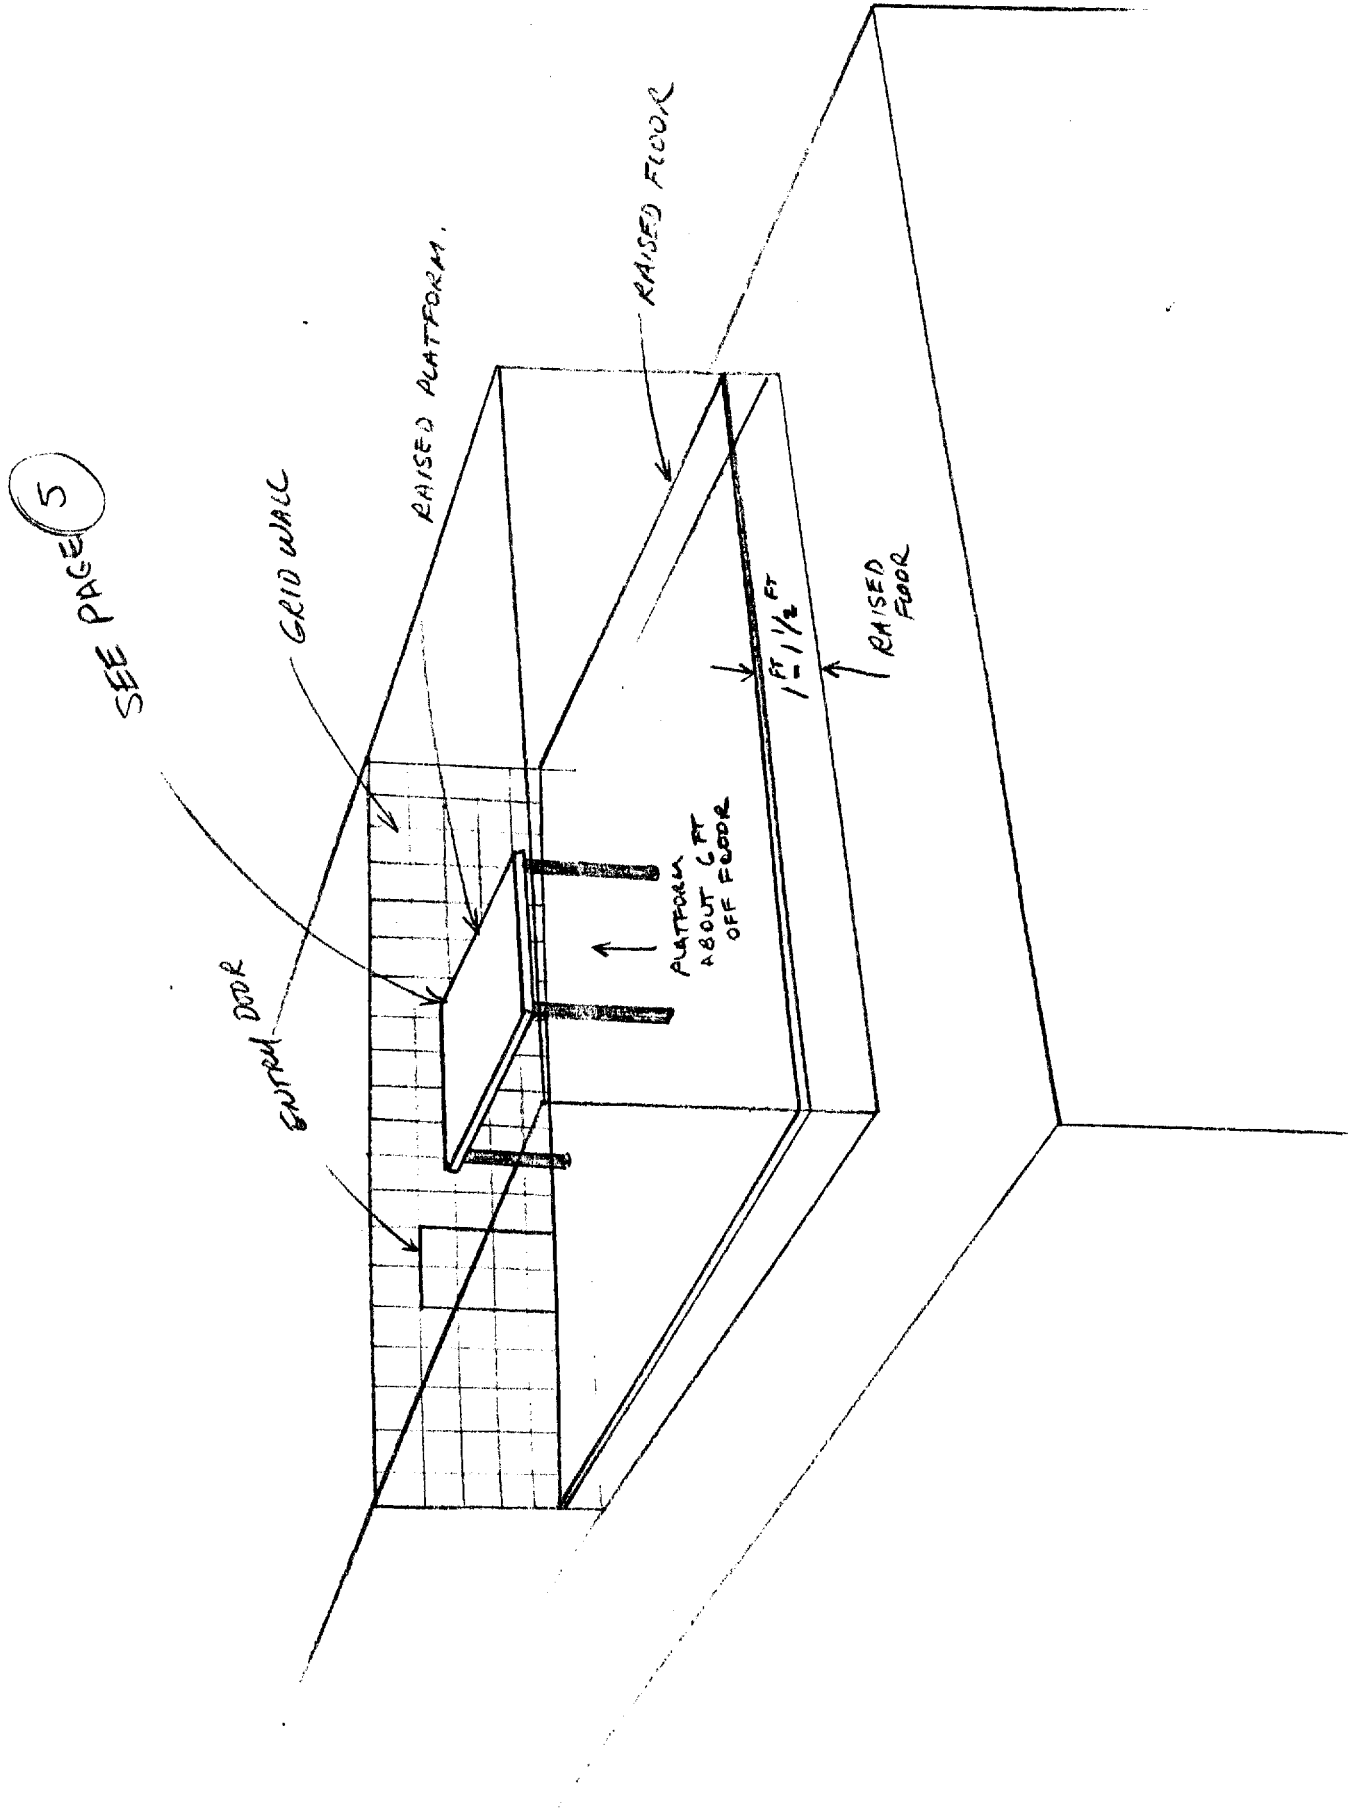 SEE PAGE 5
GRID WALL
ENTRY DOOR
RAISED PLATFORM.
RAISED FLOOR
PLATFORM
ABOUT 6 FT
OFF FLOOR
1 FT - 1 1/2 FT
RAISED
FLOOR